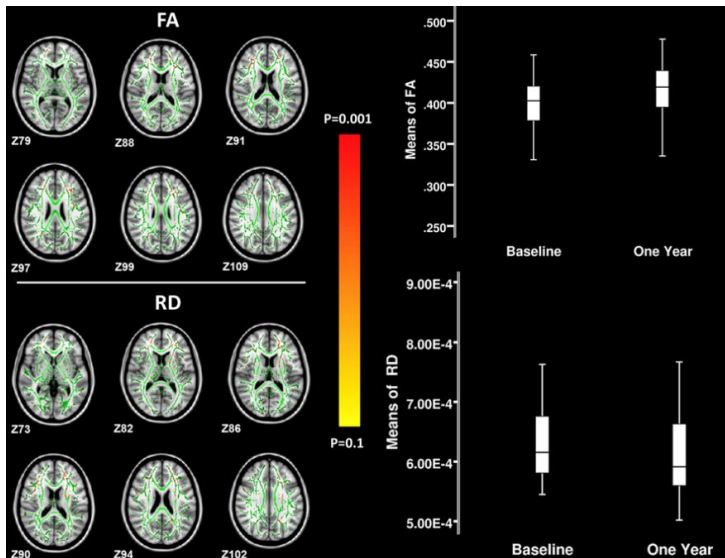 FA
Z79
Z88
Z91
Z97
Z99
Z109
RD
Z73
Z82
Z86
Z90
Z94
Z102
P=0.001
P=0.1
.500
.450
.400
.350
.300
.250
Means of FA
Baseline
One Year
9.00E-4
8.00E-4
7.00E-4
6.00E-4
5.00E-4
Means of RD
Baseline
One Year